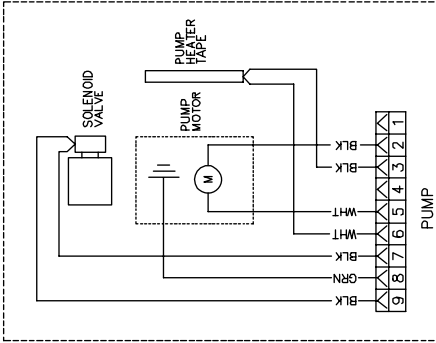 SOLENOID
VALVE
PUMP
HEATER
TAPE
PUMP
MOTOR
M
BLK
BLK
WHT
WHT
BLK
GRN
BLK
1
2
3
4
5
6
7
8
9
PUMP